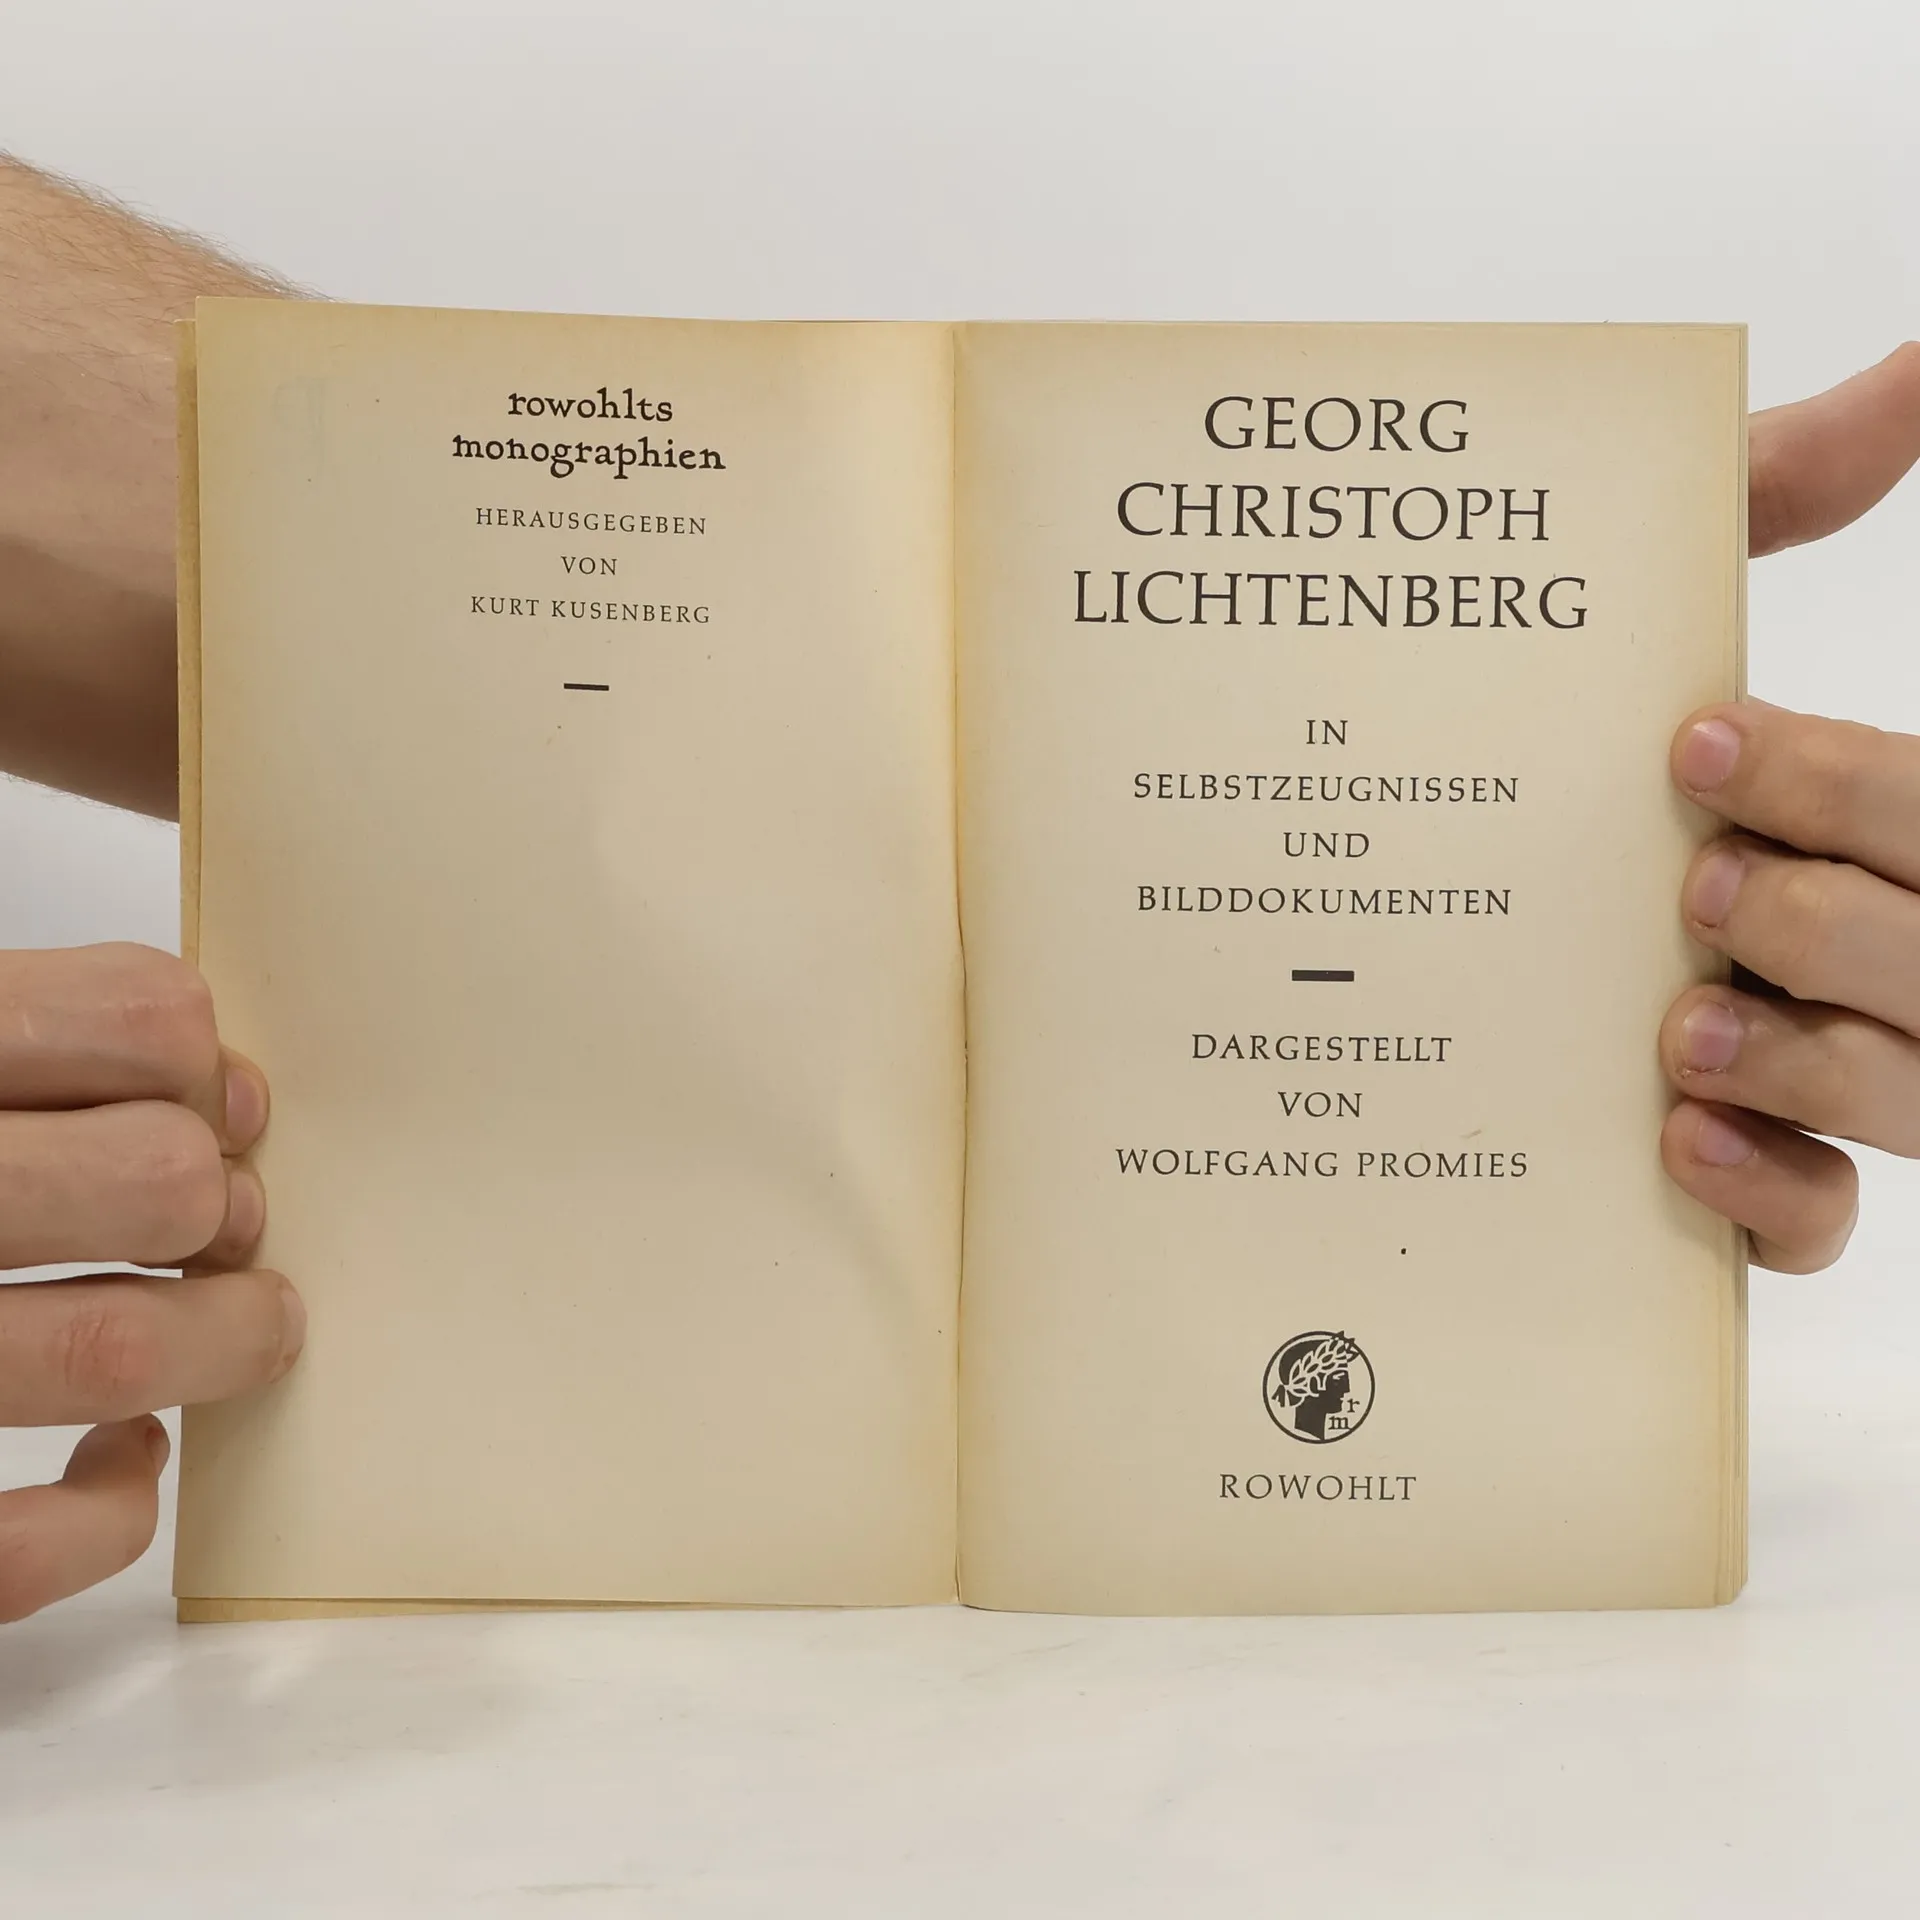 rowohlts
monographien
HERAUSGEGEBEN
VON
KURT KUSENBERG
GEORG
CHRISTOPH
LICHTENBERG
IN
SELBSTZEUGNISSEN
UND
BILDDOKUMENTEN
DARGESTELLT
VON
WOLFGANG PROMIES
r
m
ROWOHLT